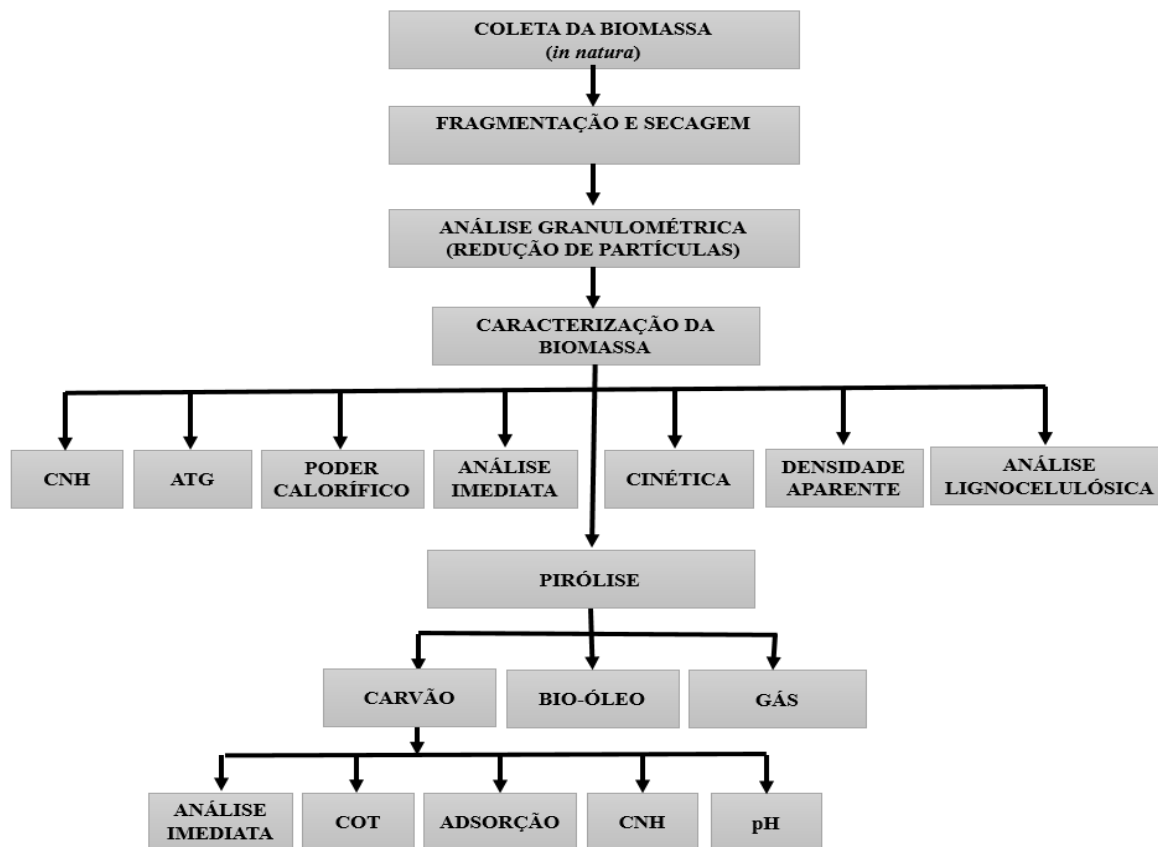 COLETA DA BIOMASSA
(in natura)
FRAGMENTAÇÃO E SECAGEM
ANÁLISE GRANULOMÉTRICA
(REDUÇÃO DE PARTÍCULAS)
CARACTERIZAÇÃO DA
BIOMASSA
CNH
ATG
PODER
CALORÍFICO
ANÁLISE
IMEDIATA
CINÉTICA
DENSIDADE
APARENTE
ANÁLISE
LIGNOCELULÓSICA
PIRÓLISE
CARVÃO
BIO-ÓLEO
GÁS
ANÁLISE
IMEDIATA
COT
ADSORÇÃO
CNH
pH